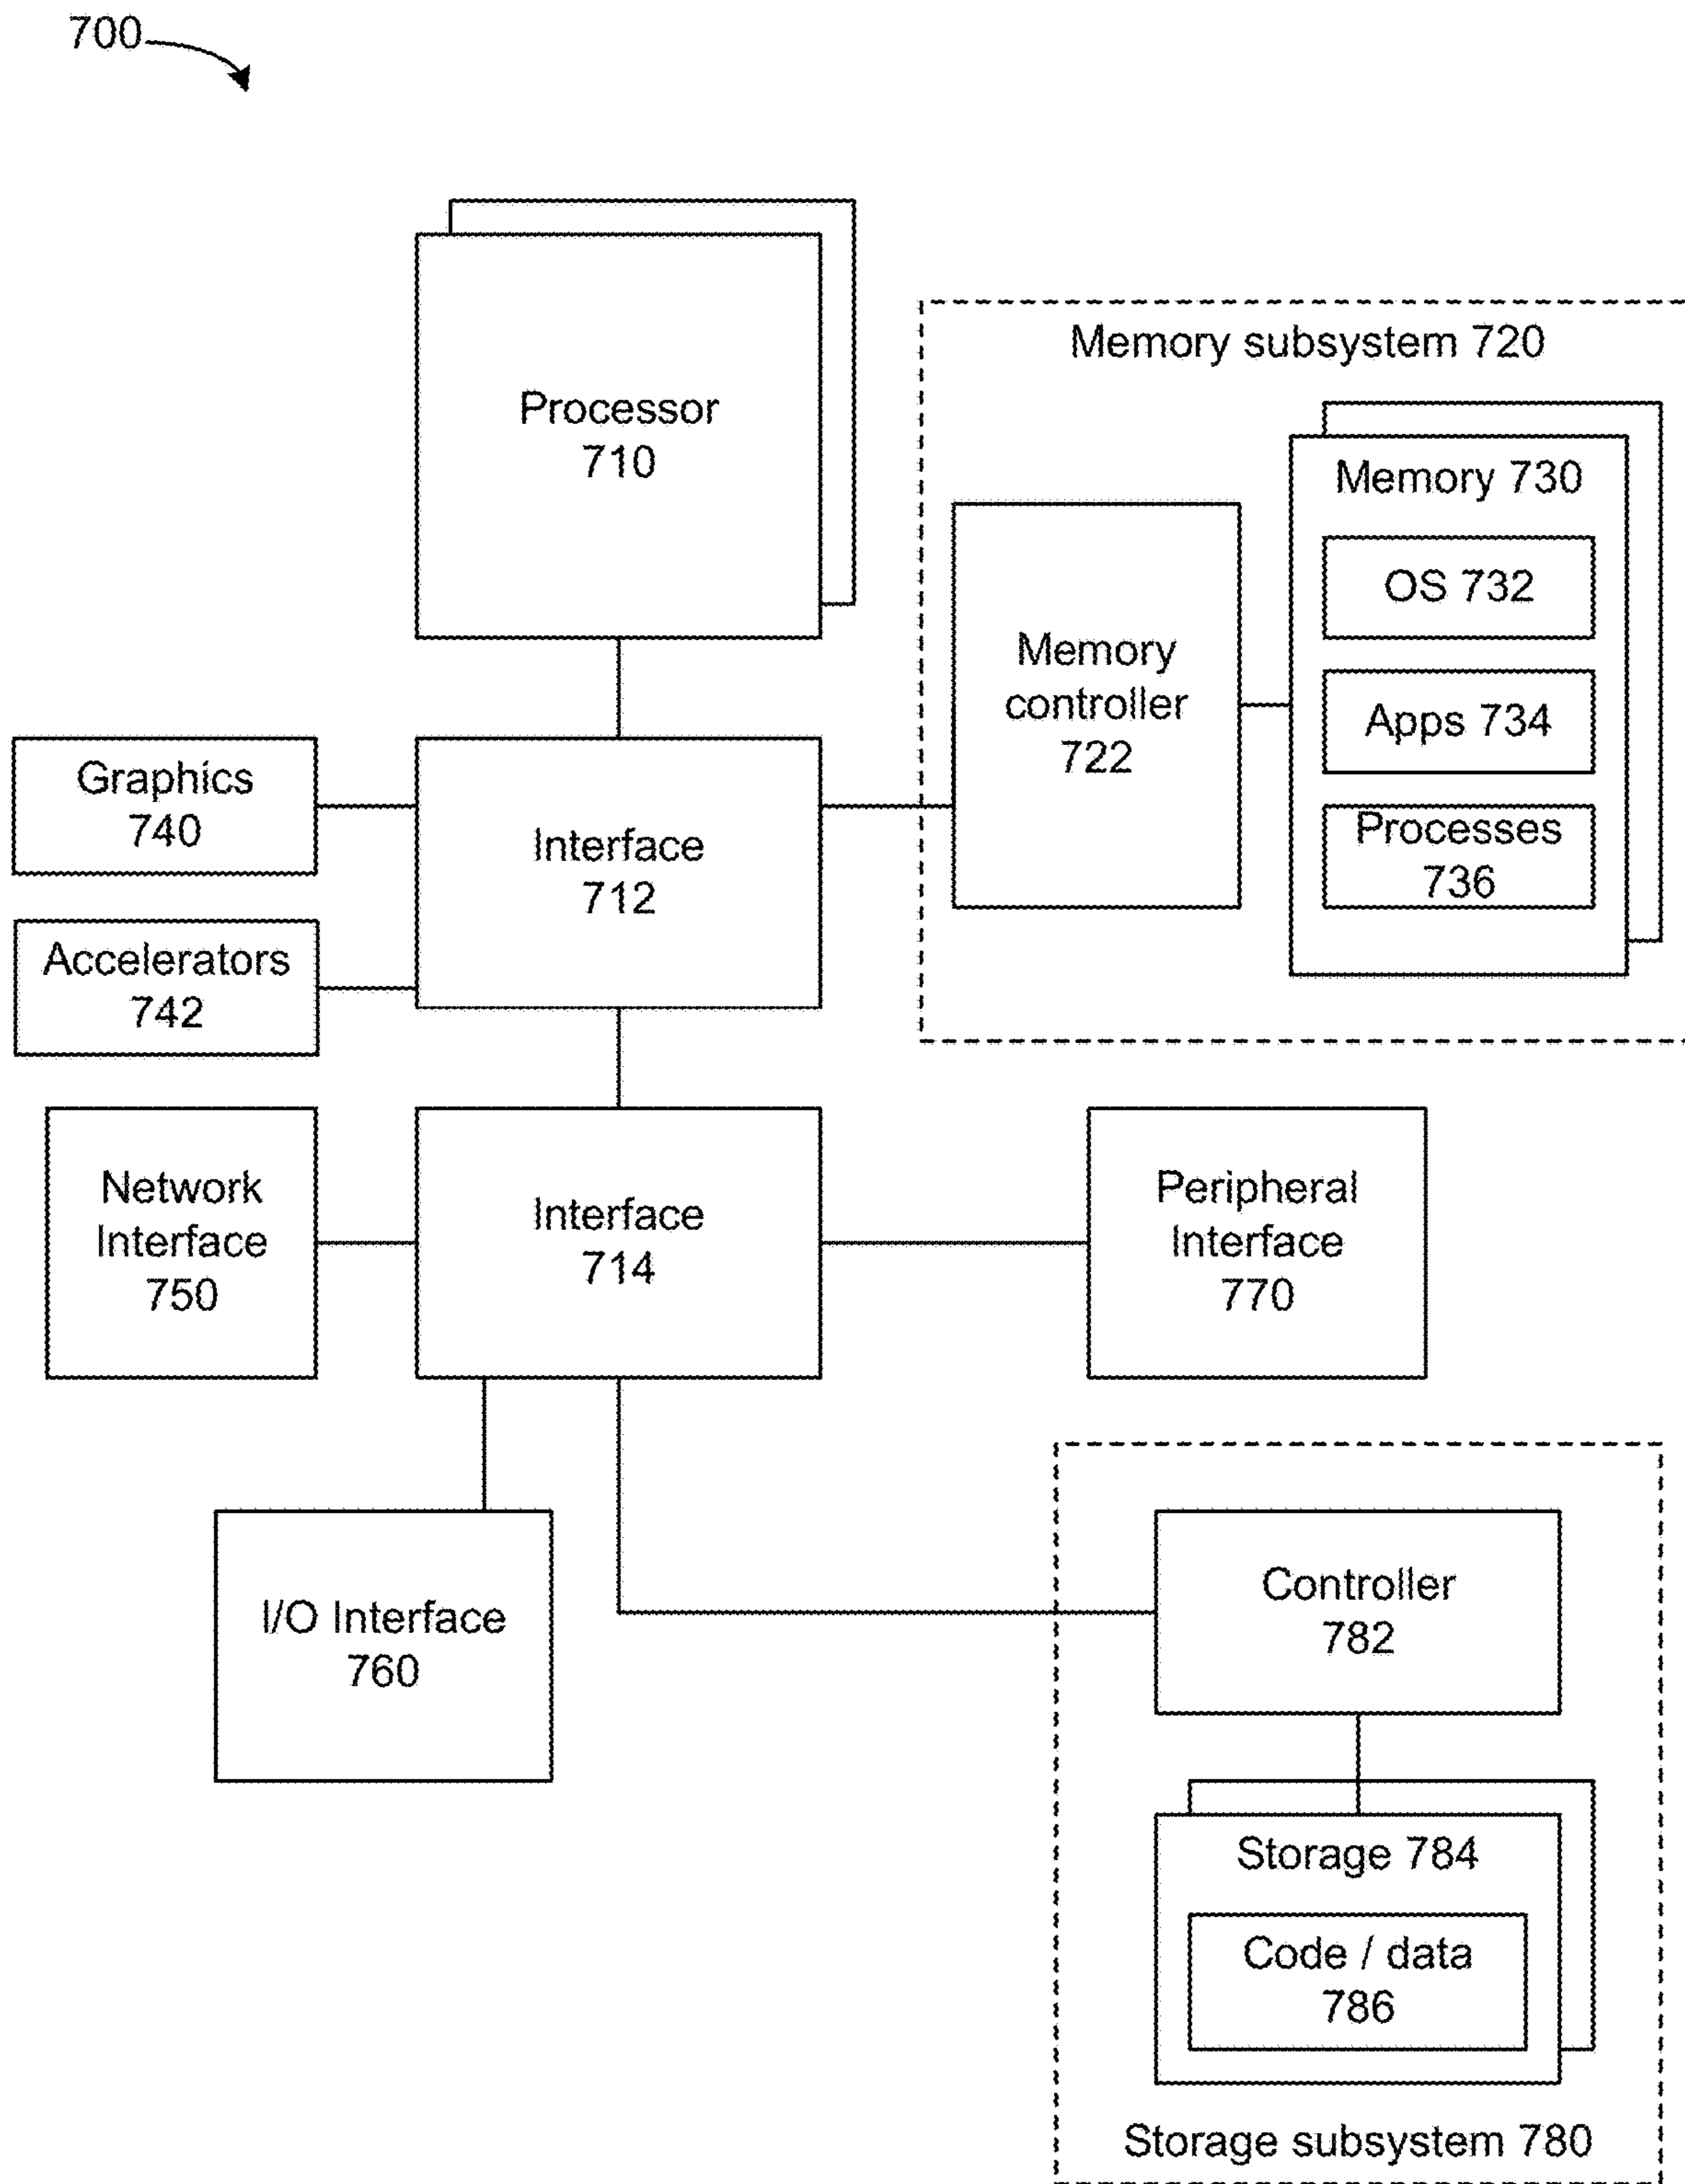 700
Processor
710
Memory subsystem 720
Memory 730
OS 732
Apps 734
Processes
736
Memory
controller
722
Graphics
740
Interface
712
Accelerators
742
Network
Interface
750
Interface
714
Peripheral
Interface
770
I/O Interface
760
Controller
782
Storage 784
Code / data
786
Storage subsystem 780